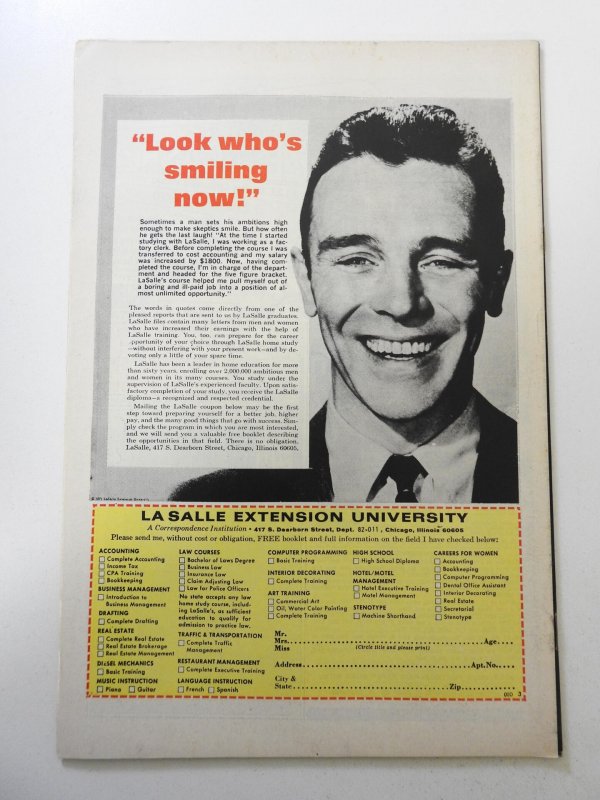 “Look who’s
smiling
now!”
Sometimes a man sets his ambitions high
enough to make skeptics smile. But how often
he gets the last laugh! “At the time I started
studying with LaSalle, I was working as a fac-
tory clerk. Before completing the course I was
transferred to cost accounting and my salary
was increased by $1800. Now, having com-
pleted the course, I’m in charge of the depart-
ment and headed for the five figure bracket.
LaSalle’s course helped me pull myself out of
a boring and ill-paid job into a position of al-
most unlimited opportunity.”
The words in quotes come directly from one of the
pleased reports that are sent to us by LaSalle graduates.
LaSalle files contain many letters from men and women
who have increased their earnings with the help of
LaSalle training. You, too, can prepare for the career
opportunity of your choice through LaSalle home study
—without interfering with your present work—and by de-
voting only a little of your spare time.
LaSalle has been a leader in home education for more
than sixty years, enrolling over 2,000,000 ambitious men
and women in its many courses. You study under the
supervision of LaSalle’s experienced faculty. Upon satis-
factory completion of your study, you receive the LaSalle
diploma—a recognized and respected credential.
Mailing the LaSalle coupon below may be the first
step toward preparing yourself for a better job, higher
pay, and the many good things that go with success. Sim-
ply check the program in which you are most interested,
and we will send you a valuable free booklet describing
the opportunities in that field. There is no obligation.
LaSalle, 417 S. Dearborn Street, Chicago, Illinois 60605.
LA SALLE EXTENSION UNIVERSITY
A Correspondence Institution • 417 S. Dearborn Street, Dept. 82-011, Chicago, Illinois 60605
Please send me, without cost or obligation, FREE booklet and full information on the field I have checked below:
ACCOUNTING
Complete Accounting
Income Tax
CPA Training
Bookkeeping
BUSINESS MANAGEMENT
Introduction to
Business Management
DRAFTING
Complete Drafting
REAL ESTATE
Complete Real Estate
Real Estate Brokerage
Real Estate Management
DIESEL MECHANICS
Basic Training
MUSIC INSTRUCTION
Piano Guitar
LAW COURSES
Bachelor of Laws Degree
Business Law
Insurance Law
Claim Adjusting Law
Law for Police Officers
No state accepts any law
home study course, includ-
ing LaSalle’s, as sufficient
education to qualify for
admission to practice law.
TRAFFIC & TRANSPORTATION
Complete Traffic
Management
RESTAURANT MANAGEMENT
Complete Executive Training
LANGUAGE INSTRUCTION
French Spanish
COMPUTER PROGRAMMING
Basic Training
INTERIOR DECORATING
Complete Training
ART TRAINING
Commercial Art
Oil, Water Color Painting
Complete Training
HIGH SCHOOL
High School Diploma
HOTEL/MOTEL
MANAGEMENT
Hotel Executive Training
Motel Management
STENOTYPE
Machine Shorthand
CAREERS FOR WOMEN
Accounting
Bookkeeping
Computer Programming
Dental Office Assistant
Interior Decorating
Real Estate
Secretarial
Stenotype
Mr.
Mrs. Age
Miss (Circle title and please print)
Address Apt.No.
City &
State Zip
010 3